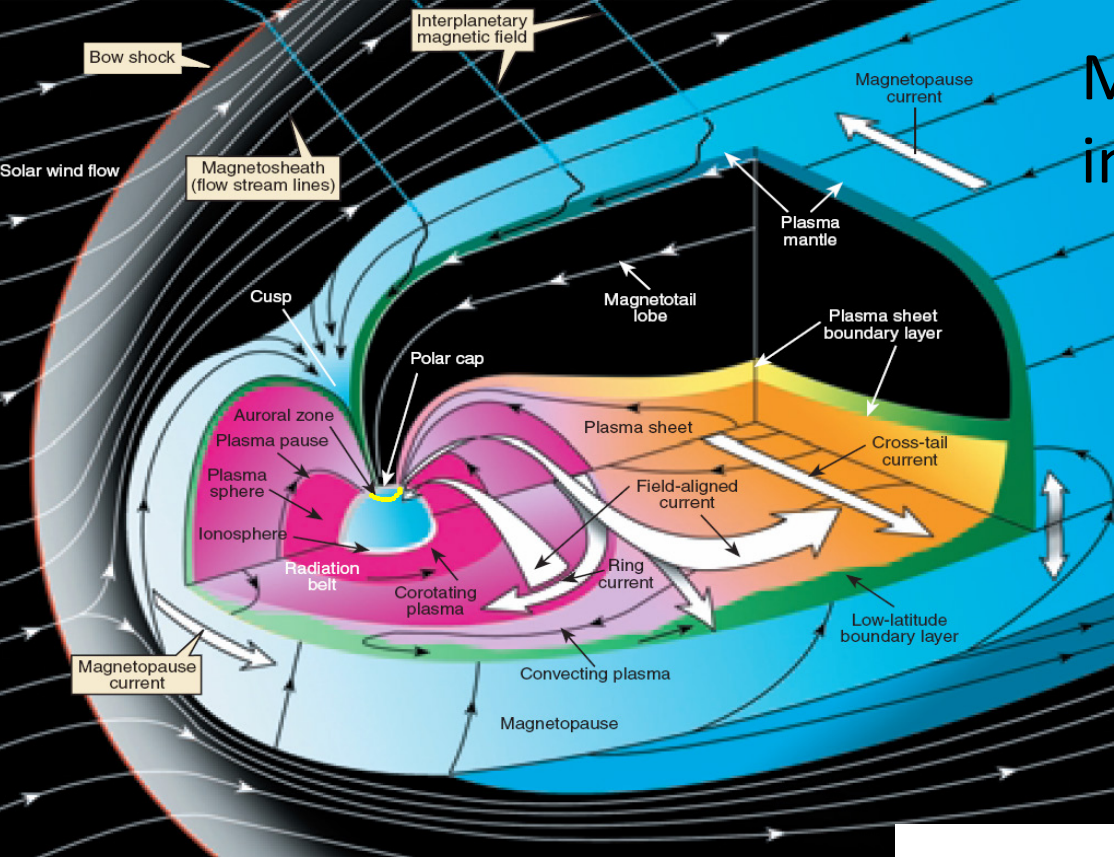 Interplanetary
magnetic field
Bow shock
Magnetopause
current
M
in
Solar wind flow
Magnetosheath
(flow stream lines)
Plasma
mantle
Cusp
Magnetotail
lobe
Plasma sheet
boundary layer
Polar cap
Auroral zone
Plasma pause
Plasma sheet
Cross-tail
current
Plasma
sphere
Field-aligned
current
Ionosphere
Radiation
belt
Ring
current
Corotating
plasma
Low-latitude
boundary layer
Magnetopause
current
Convecting plasma
Magnetopause